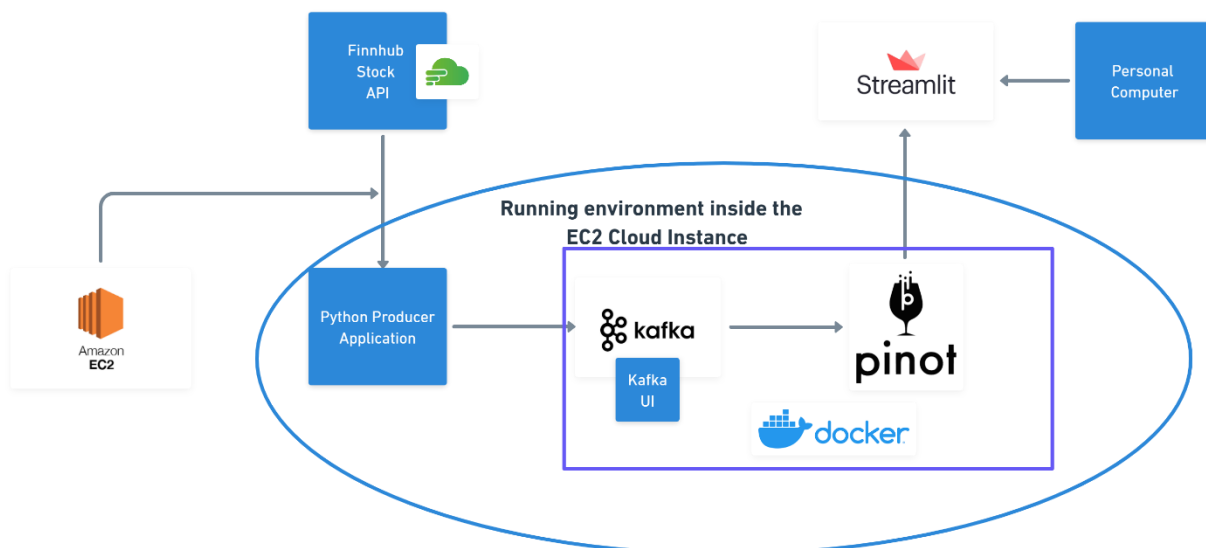 Finnhub
Stock
API
Streamlit
Personal
Computer
Running environment inside the
EC2 Cloud Instance
Amazon
EC2
Python Producer
Application
kafka
Kafka
UI
p
pinot
docker